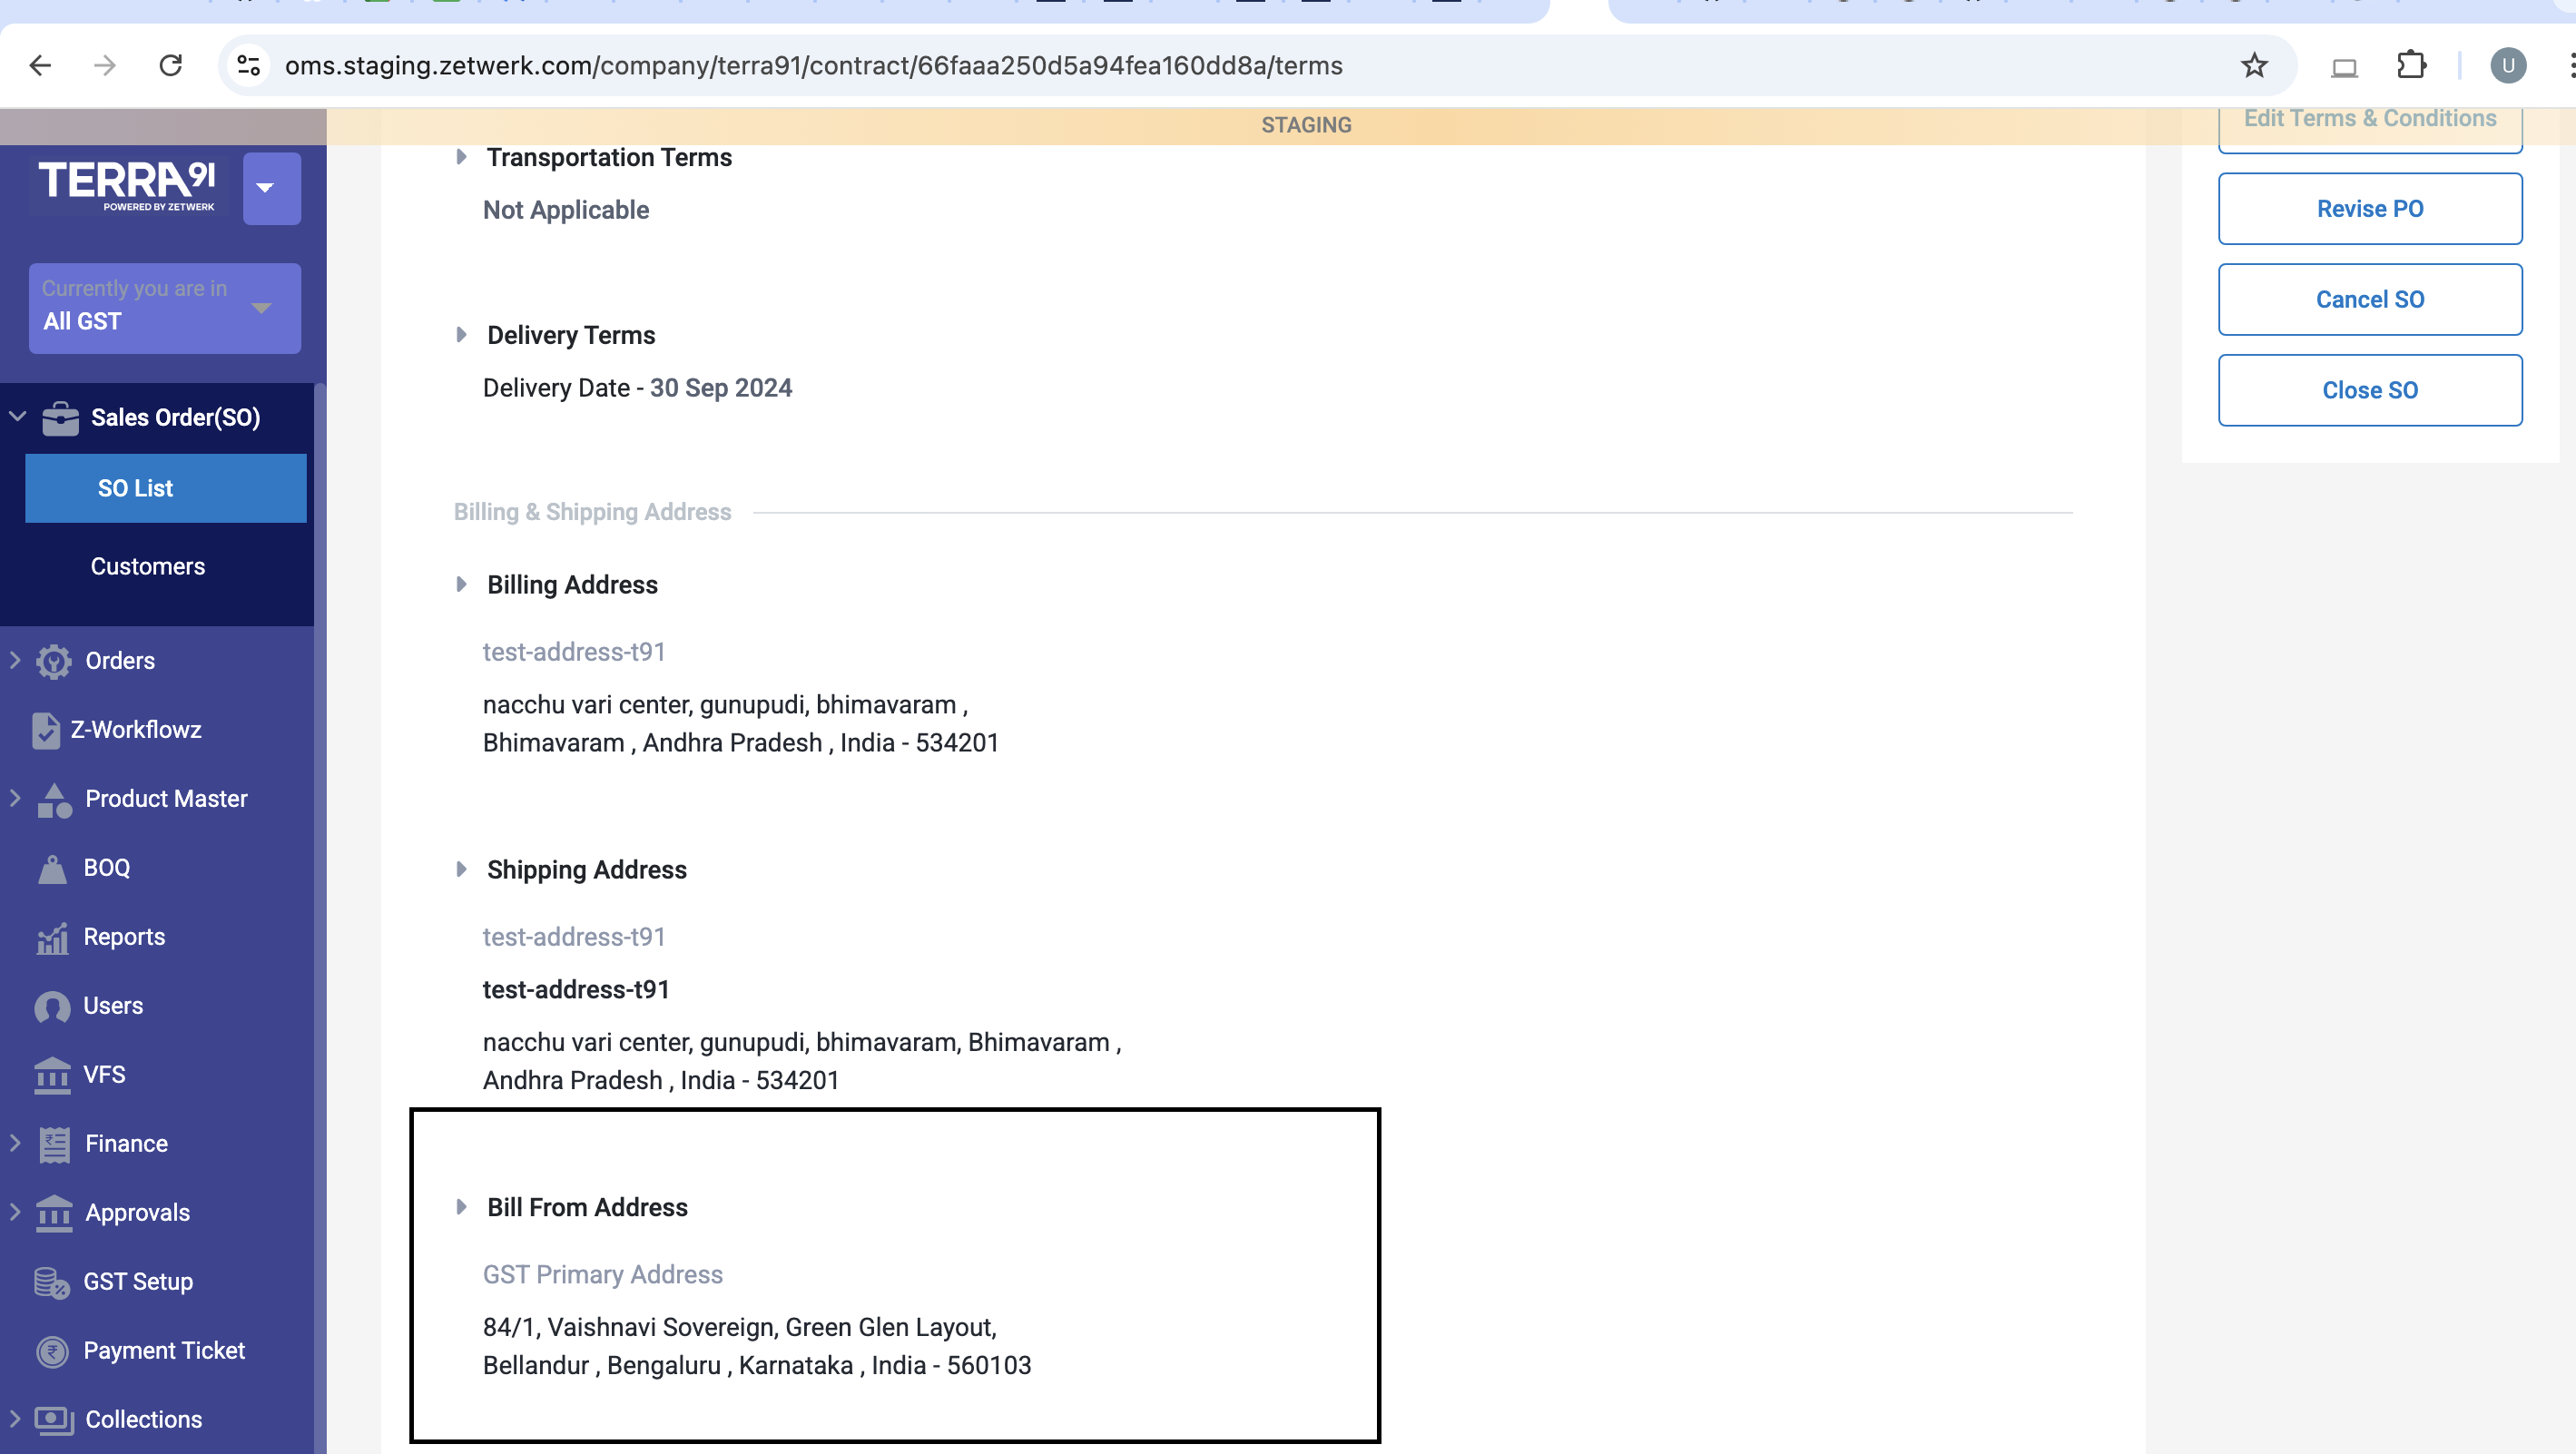 oms.staging.zetwerk.com/company/terra91/contract/66faaa250d5a94fea160dd8a/terms
U
STAGING
TERRA91
POWERED BY ZETWERK
Currently you are in
All GST
Sales Order(SO)
SO List
Customers
Orders
Z-Workflowz
Product Master
BOQ
Reports
Users
VFS
Finance
Approvals
GST Setup
Payment Ticket
Collections
Transportation Terms
Not Applicable
Delivery Terms
Delivery Date - 30 Sep 2024
Billing & Shipping Address
Billing Address
test-address-t91
nacchu vari center, gunupudi, bhimavaram ,
Bhimavaram , Andhra Pradesh , India - 534201
Shipping Address
test-address-t91
test-address-t91
nacchu vari center, gunupudi, bhimavaram, Bhimavaram ,
Andhra Pradesh , India - 534201
Bill From Address
GST Primary Address
84/1, Vaishnavi Sovereign, Green Glen Layout,
Bellandur , Bengaluru , Karnataka , India - 560103
Edit Terms & Conditions
Revise PO
Cancel SO
Close SO